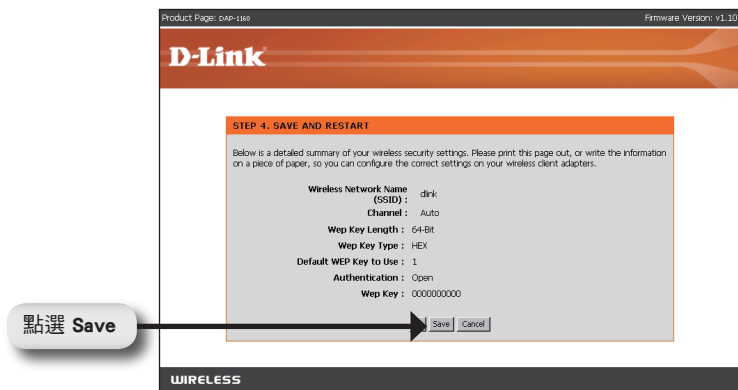 Product Page: DAP-1160 Firmware Version: v1.10
D-Link
STEP 4. SAVE AND RESTART
Below is a detailed summary of your wireless security settings. Please print this page out, or write the information
on a piece of paper, so you can configure the correct settings on your wireless client adapters.
Wireless Network Name
(SSID) : dlink
Channel : Auto
Wep Key Length : 64-Bit
Wep Key Type : HEX
Default WEP Key to Use : 1
Authentication : Open
Wep Key : 0000000000
點選 Save
Save Cancel
WIRELESS